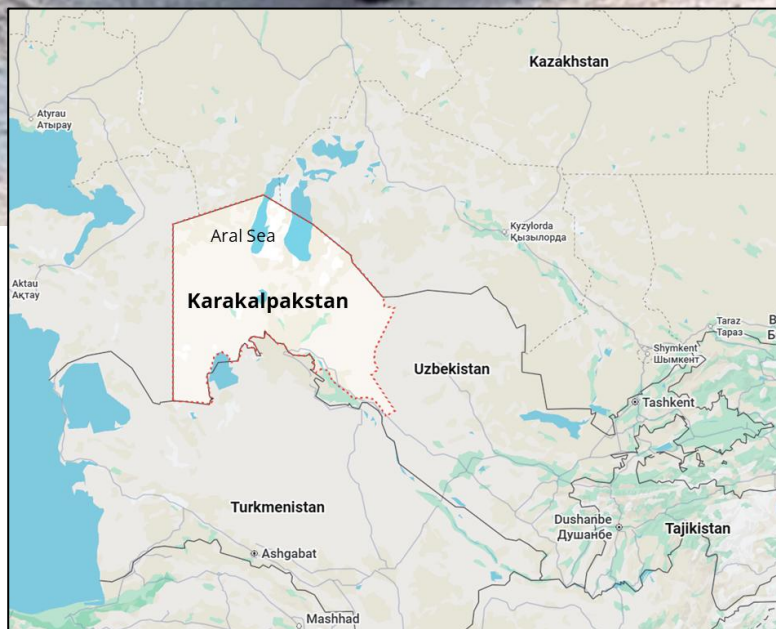 Kazakhstan
Atyrau
Атырау
Kyzylorda
Қызылорда
Aral Sea
Aktau
Ақтау
Karakalpakstan
Taraz
Тараз
Shymkent
Шымкент
Uzbekistan
Tashkent
Turkmenistan
Dushanbe
Душанбе
Tajikistan
Ashgabat
Mashhad